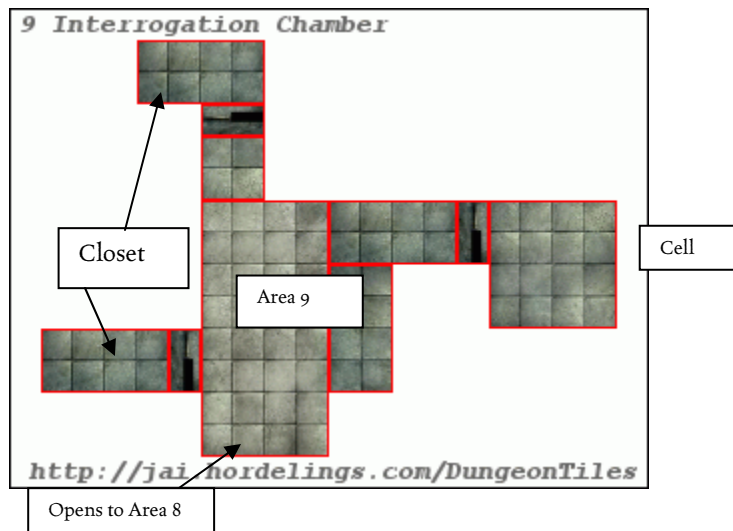 9 Interrogation Chamber
Closet
Cell
Area 9
http://jai.nordelings.com/DungeonTiles
Opens to Area 8